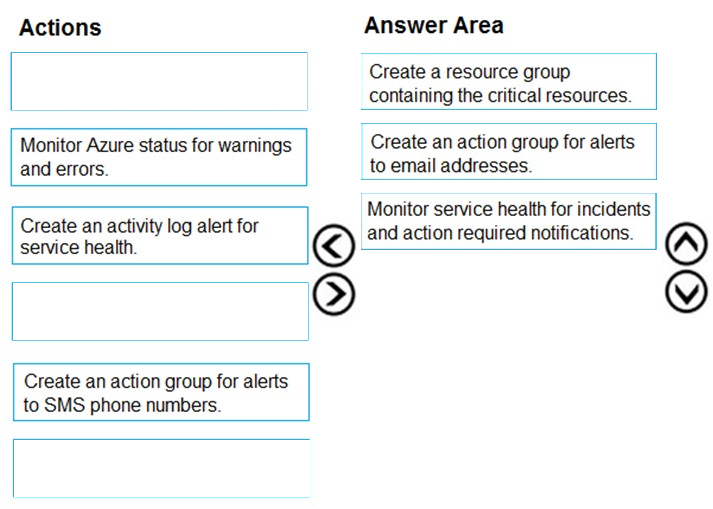 Actions
Monitor Azure status for warnings
and errors.
Create an activity log alert for
service health.
Create an action group for alerts
to SMS phone numbers.
Answer Area
Create a resource group
containing the critical resources.
Create an action group for alerts
to email addresses.
Monitor service health for incidents
and action required notifications.